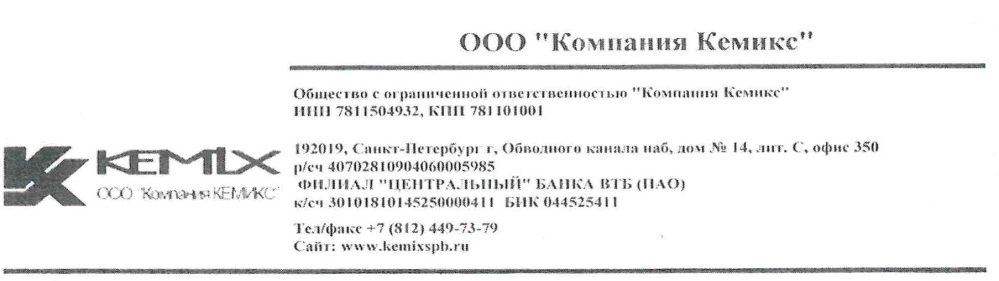 ООО "Компания Кемикс"
Общество с ограниченной ответственностью "Компания Кемикс"
ИНН 7811504932, КПП 781101001
KEMIX
ООО "Компания КЕМИКС"
192019, Санкт-Петербург г, Обводного канала наб, дом № 14, лит. С, офис 350
р/сч 40702810904060005985
ФИЛИАЛ "ЦЕНТРАЛЬНЫЙ" БАНКА ВТБ (ПАО)
к/сч 30101810145250000411 БИК 044525411
Тел/факс +7 (812) 449-73-79
Сайт: www.kemixspb.ru